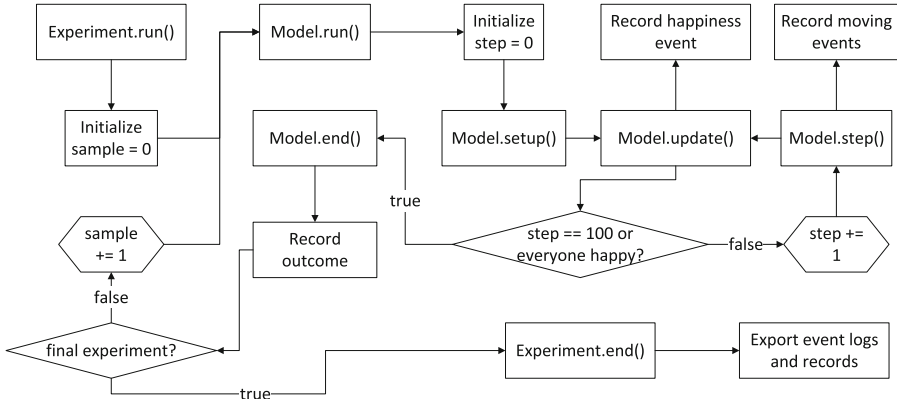 Experiment.run()
Model.run()
Initialize
step = 0
Record happiness
event
Record moving
events
Initialize
sample = 0
Model.end()
Model.setup()
Model.update()
Model.step()
true
sample
+= 1
Record
outcome
step == 100 or
everyone happy?
false
step +=
1
false
final experiment?
Experiment.end()
Export event logs
and records
true